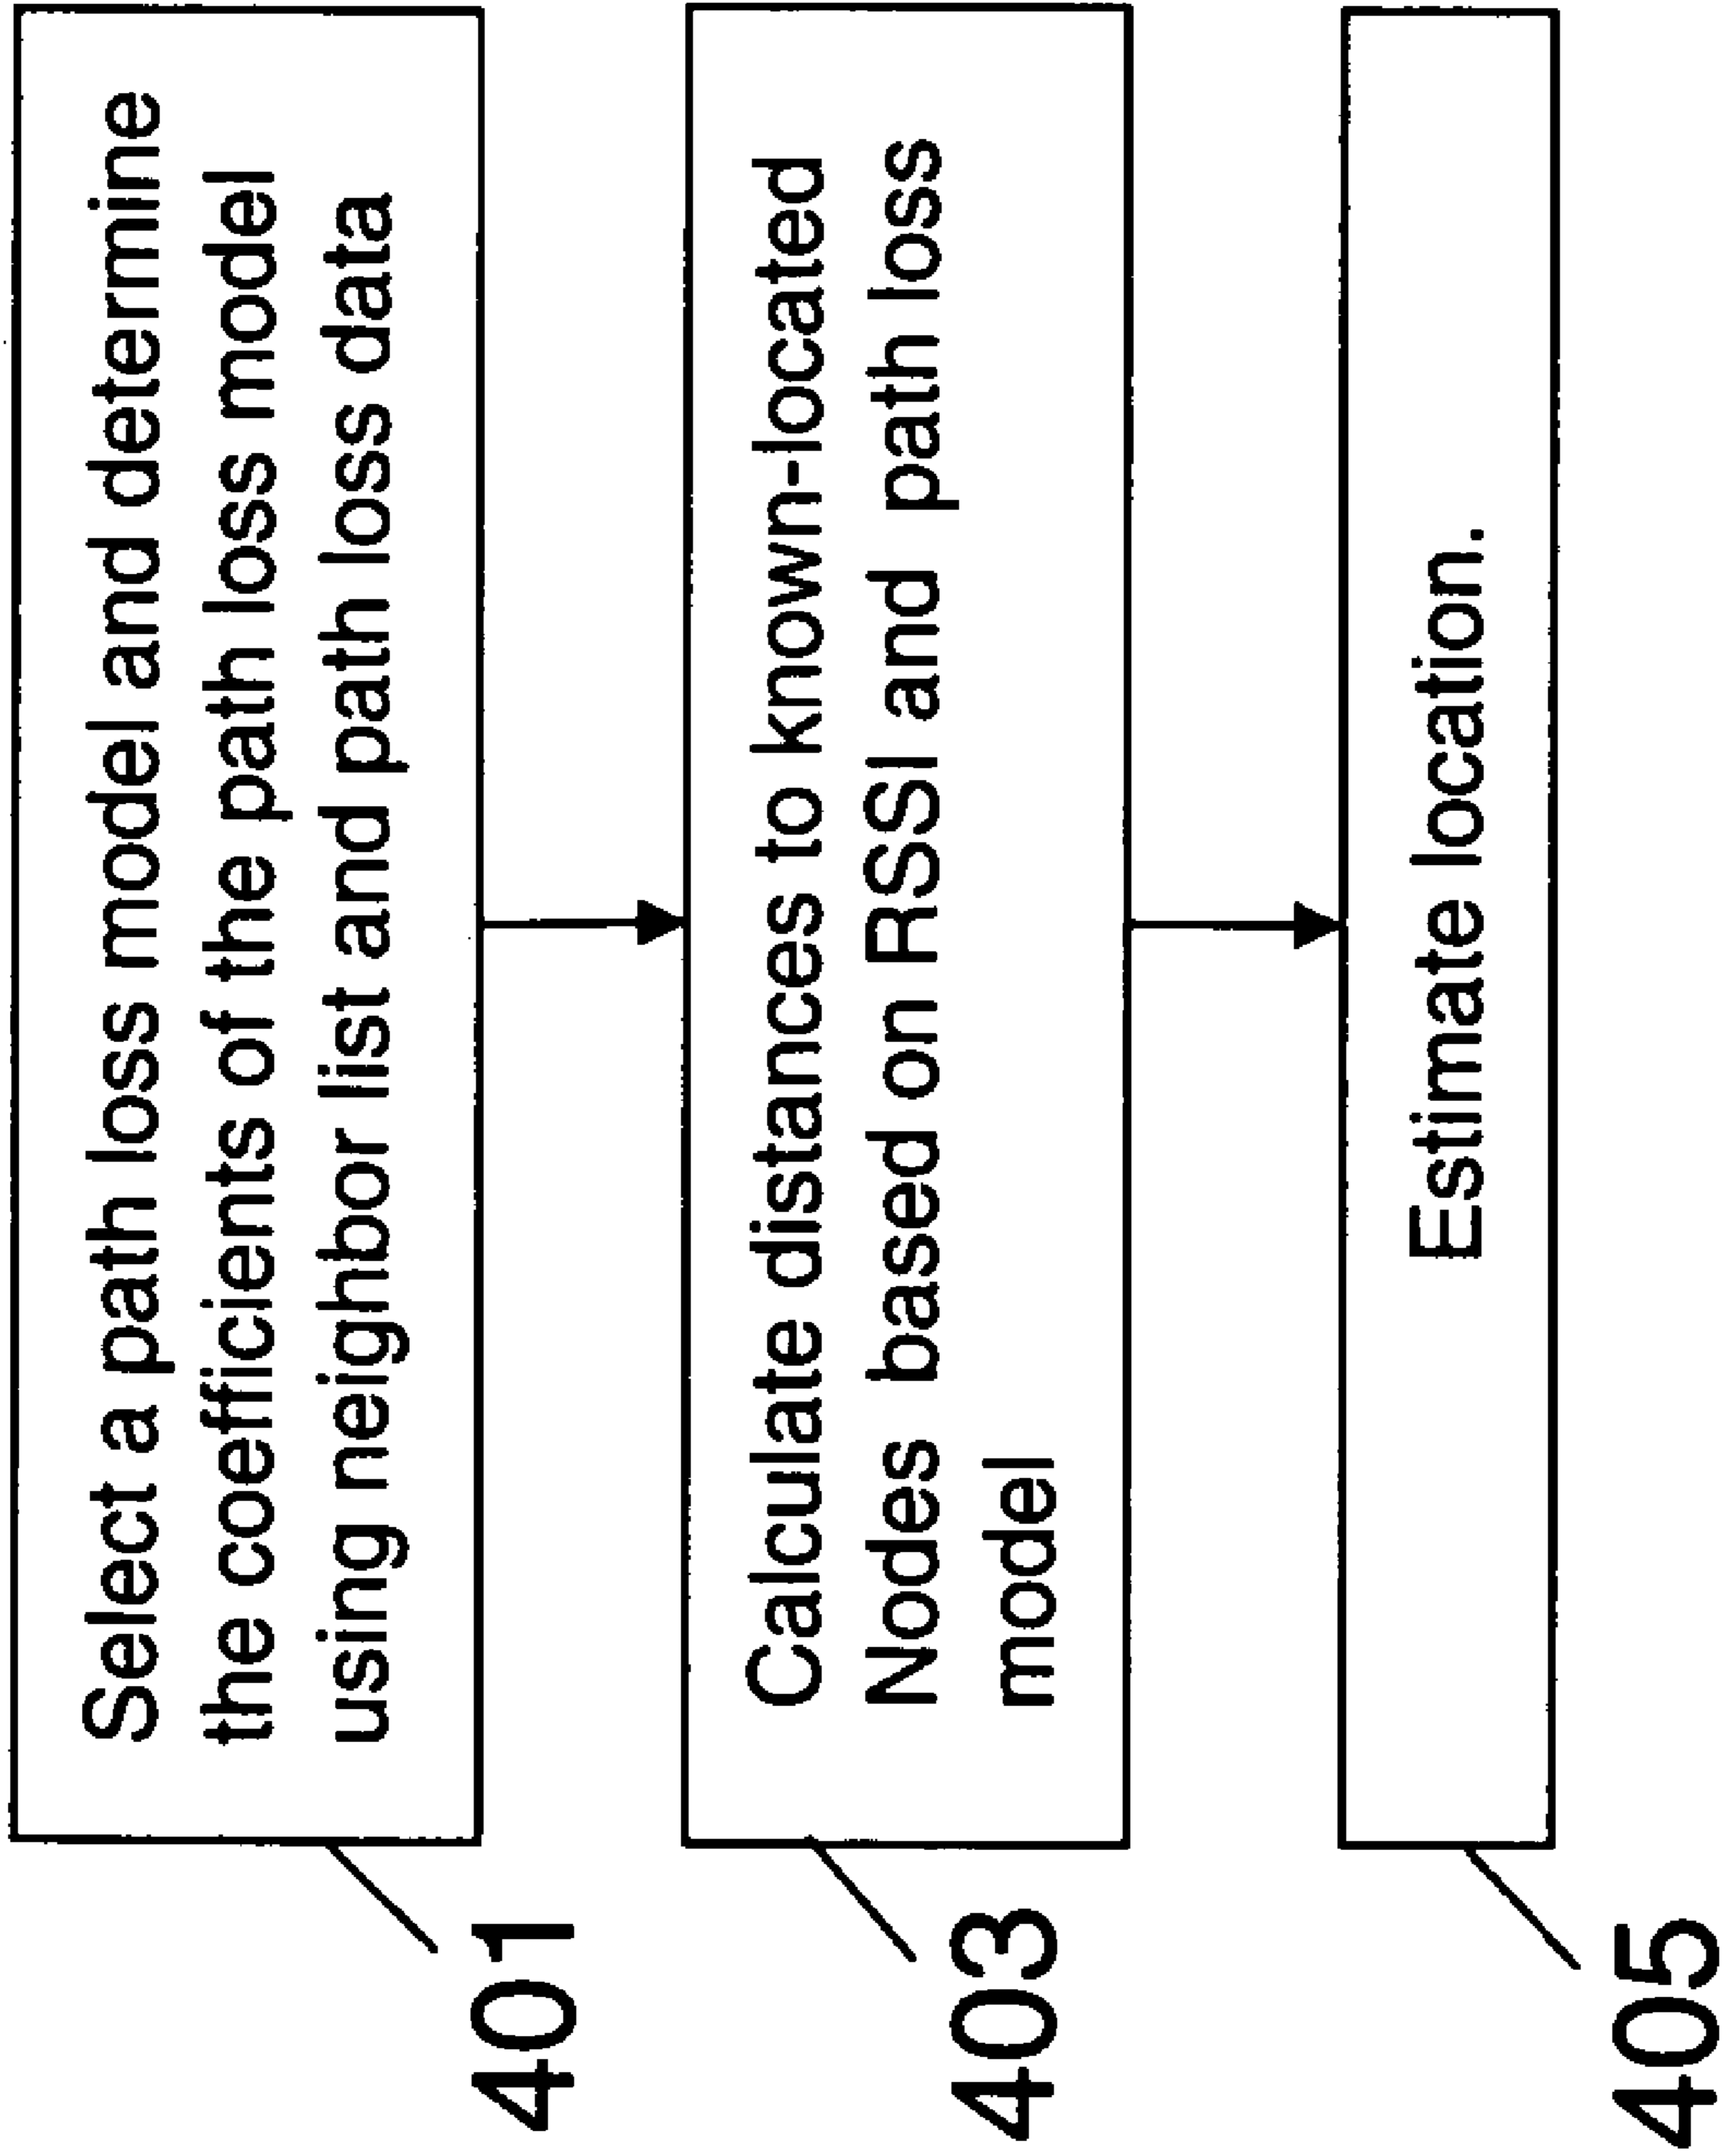 Select a path loss model and determine
the coefficients of the path loss model
using neighbor list and path loss data
401
Calculate distances to known-located
Nodes based on RSSI and path loss
model
403
Estimate location.
405